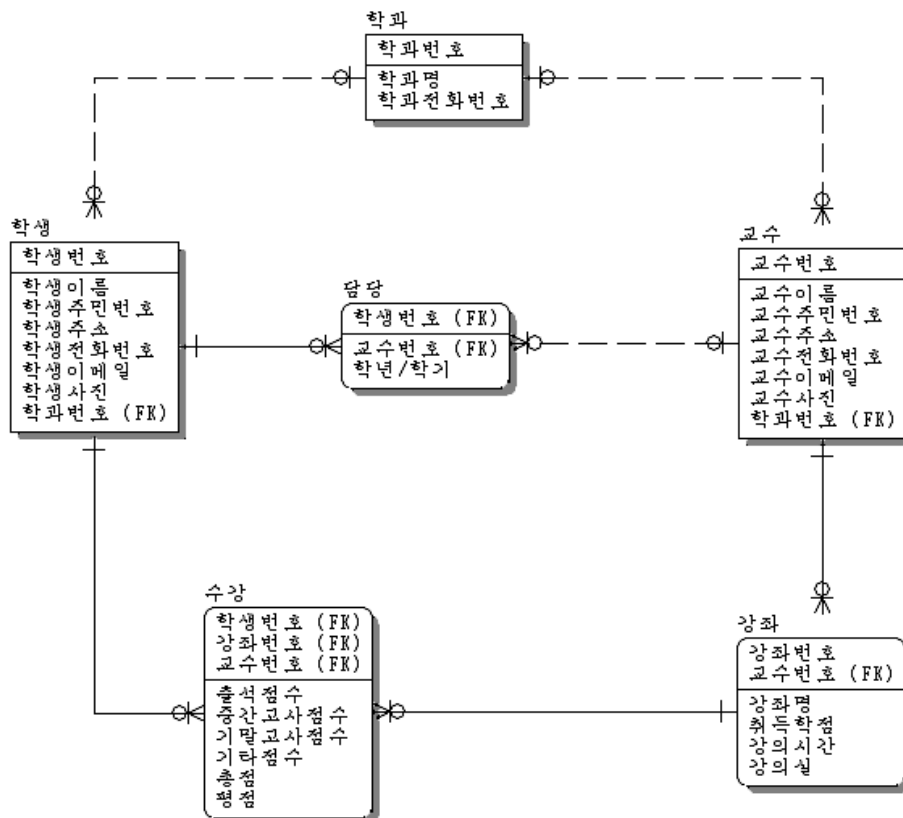 학과
학과번호
학과명
학과전화번호
학생
학생번호
학생이름
학생주민번호
학생주소
학생전화번호
학생이메일
학생사진
학과번호 (FK)
담당
학생번호 (FK)
교수번호 (FK)
학년/학기
교수
교수번호
교수이름
교수주민번호
교수주소
교수전화번호
교수이메일
교수사진
학과번호 (FK)
수강
학생번호 (FK)
강좌번호 (FK)
교수번호 (FK)
출석점수
중간고사점수
기말고사점수
기타점수
총점
평점
강좌
강좌번호
교수번호 (FK)
강좌명
취득학점
강의시간
강의실